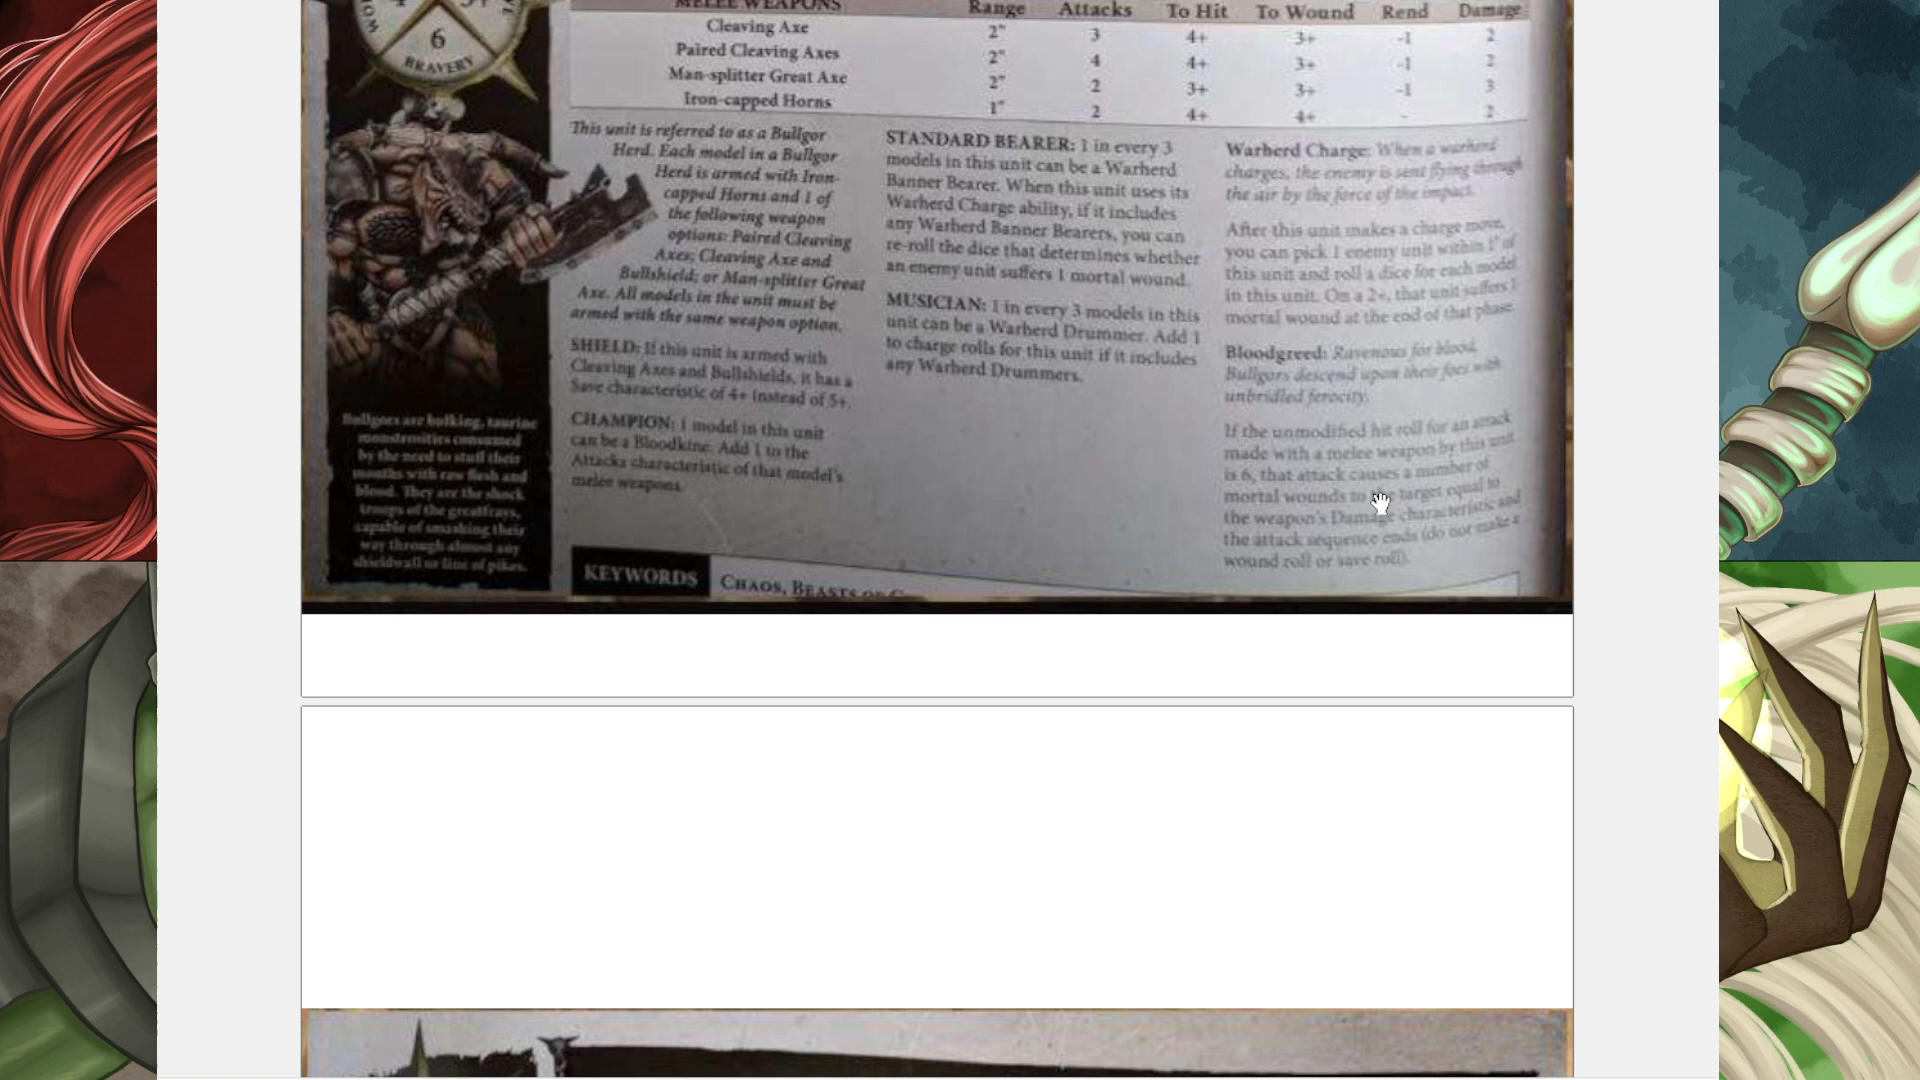 MELEE WEAPONS Range Attacks To Hit To Wound Rend Damage
Cleaving Axe 2" 3 4+ 3+ -1 2
Paired Cleaving Axes 2" 4 4+ 3+ -1 2
Man-splitter Great Axe 2" 2 3+ 3+ -1 3
Iron-capped Horns 1" 2 4+ 4+ - 2
6
BRAVERY
This unit is referred to as a Bullgor
Herd. Each model in a Bullgor
Herd is armed with Iron-
capped Horns and 1 of
the following weapon
options: Paired Cleaving
Axes; Cleaving Axe and
Bullshield; or Man-splitter Great
Axe. All models in the unit must be
armed with the same weapon option.
SHIELD: If this unit is armed with
Cleaving Axes and Bullshields, it has a
Save characteristic of 4+ instead of 5+.
CHAMPION: 1 model in this unit
can be a Bloodkine. Add 1 to the
Attacks characteristic of that model's
melee weapons.
STANDARD BEARER: 1 in every 3
models in this unit can be a Warherd
Banner Bearer. When this unit uses its
Warherd Charge ability, if it includes
any Warherd Banner Bearers, you can
re-roll the dice that determines whether
an enemy unit suffers 1 mortal wound.
MUSICIAN: 1 in every 3 models in this
unit can be a Warherd Drummer. Add 1
to charge rolls for this unit if it includes
any Warherd Drummers.
Warherd Charge: When a warherd
charges, the enemy is sent flying through
the air by the force of the impact.
After this unit makes a charge move,
you can pick 1 enemy unit within 1" of
this unit and roll a dice for each model
in this unit. On a 2+, that unit suffers 1
mortal wound at the end of that phase.
Bloodgreed: Ravenous for blood,
Bullgors descend upon their foes with
unbridled ferocity.
If the unmodified hit roll for an attack
made with a melee weapon by this unit
is 6, that attack causes a number of
mortal wounds to the target equal to
the weapon's Damage characteristic and
the attack sequence ends (do not make a
wound roll or save roll).
Bullgors are hulking, taurine
monstrosities consumed
by the need to stuff their
mouths with raw flesh and
blood. They are the shock
troops of the greatfrays,
capable of smashing their
way through almost any
shieldwall or line of pikes.
KEYWORDS CHAOS, BEASTS OF